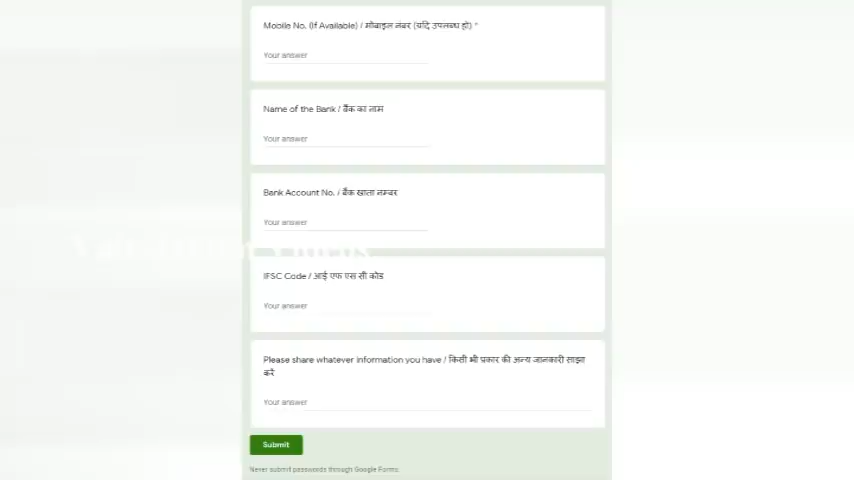 Mobile No. (If Available) / मोबाइल नंबर (यदि उपलब्ध हो) *
Your answer
Name of the Bank / बैंक का नाम
Your answer
Bank Account No. / बैंक खाता नम्बर
Your answer
IFSC Code / आई एफ एस सी कोड
Your answer
Please share whatever information you have / किसी भी प्रकार की अन्य जानकारी साझा
करें
Your answer
Submit
Never submit passwords through Google Forms.